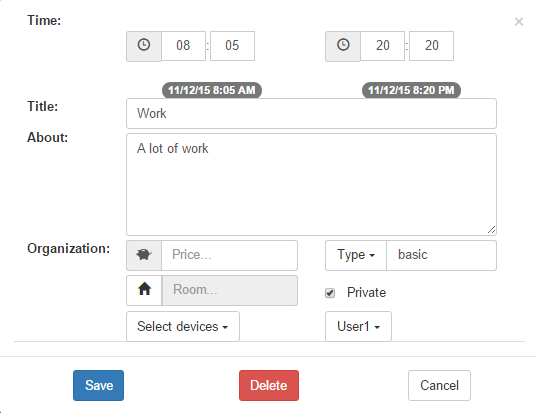 Time:
×
08 : 05
20 : 20
11/12/15 8:05 AM
11/12/15 8:20 PM
Title:
Work
About:
A lot of work
Organization:
Price...
Type
basic
Room...
Private
Select devices
User1
Save
Delete
Cancel